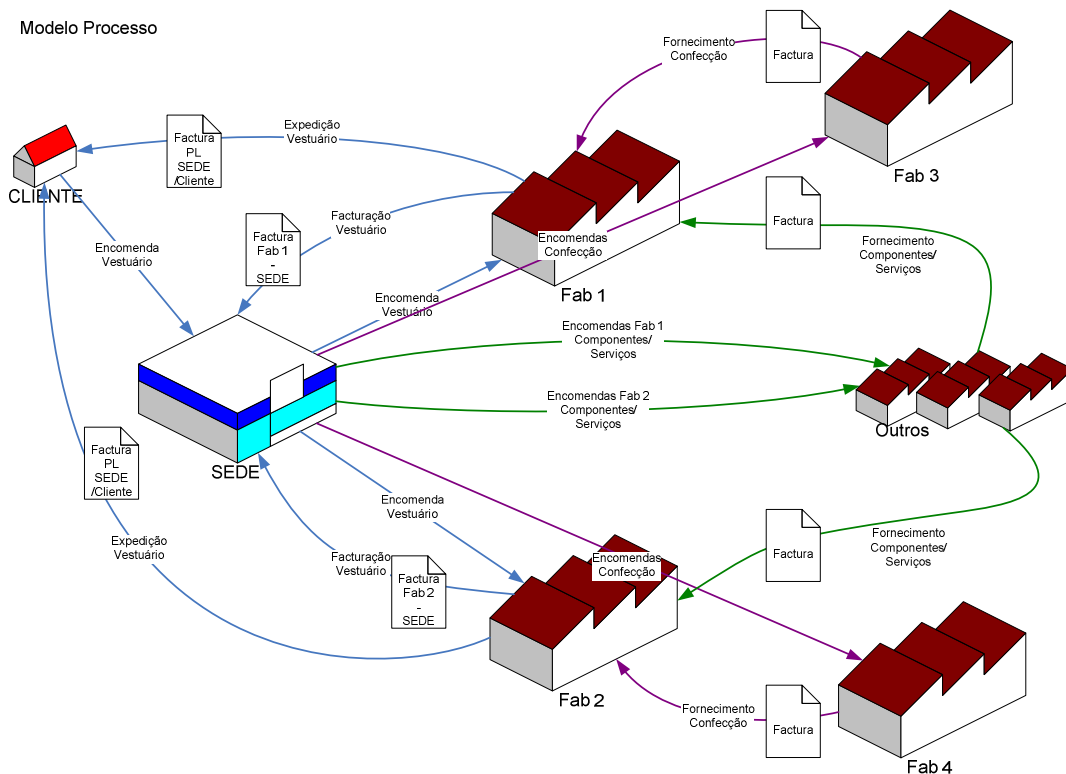 Modelo Processo
Fornecimento
Confecção
Factura
Fab 3
Factura
PL
SEDE
/Cliente
Expedição
Vestuário
CLIENTE
Encomenda
Vestuário
Factura
Fab 1
-
SEDE
Facturação
Vestuário
Encomendas
Confecção
Fab 1
Factura
Fornecimento
Componentes/
Serviços
Encomenda
Vestuário
Encomendas Fab 1
Componentes/
Serviços
Encomendas Fab 2
Componentes/
Serviços
Outros
SEDE
Factura
PL
SEDE
/Cliente
Encomenda
Vestuário
Expedição
Vestuário
Facturação
Vestuário
Factura
Fab 2
-
SEDE
Encomendas
Confecção
Factura
Fornecimento
Componentes/
Serviços
Fab 2
Fornecimento
Confecção
Factura
Fab 4